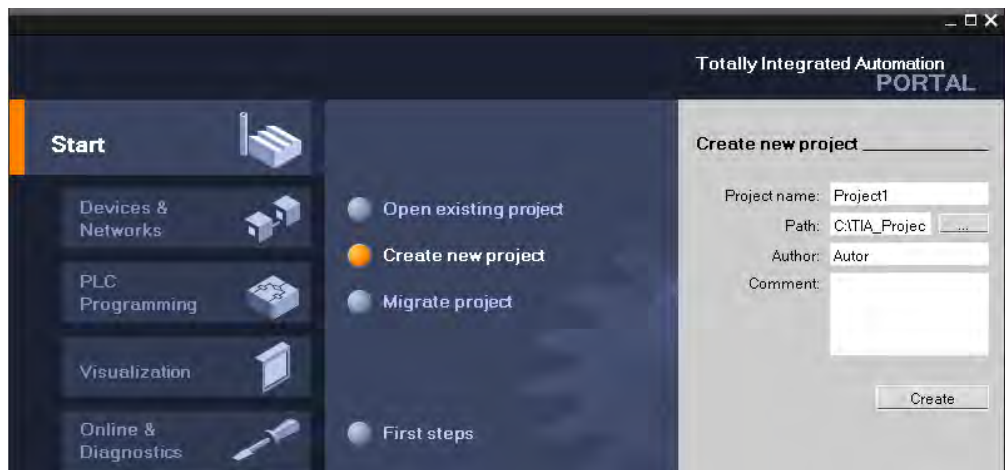 Totally Integrated Automation
PORTAL
Start
Devices &
Networks
PLC
Programming
Visualization
Online &
Diagnostics
Open existing project
Create new project
Migrate project
First steps
Create new project
Project name: Project1
Path: C:\TIA_Projec ...
Author: Autor
Comment:
Create